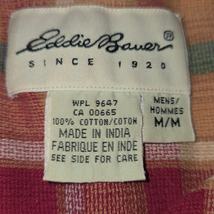 Eddie Bauer®
SINCE 1920
WPL 9647
CA 00665
100% COTTON/COTON
MADE IN INDIA
FABRIQUE EN INDE
SEE SIDE FOR CARE
MENS/
HOMMES
M/M